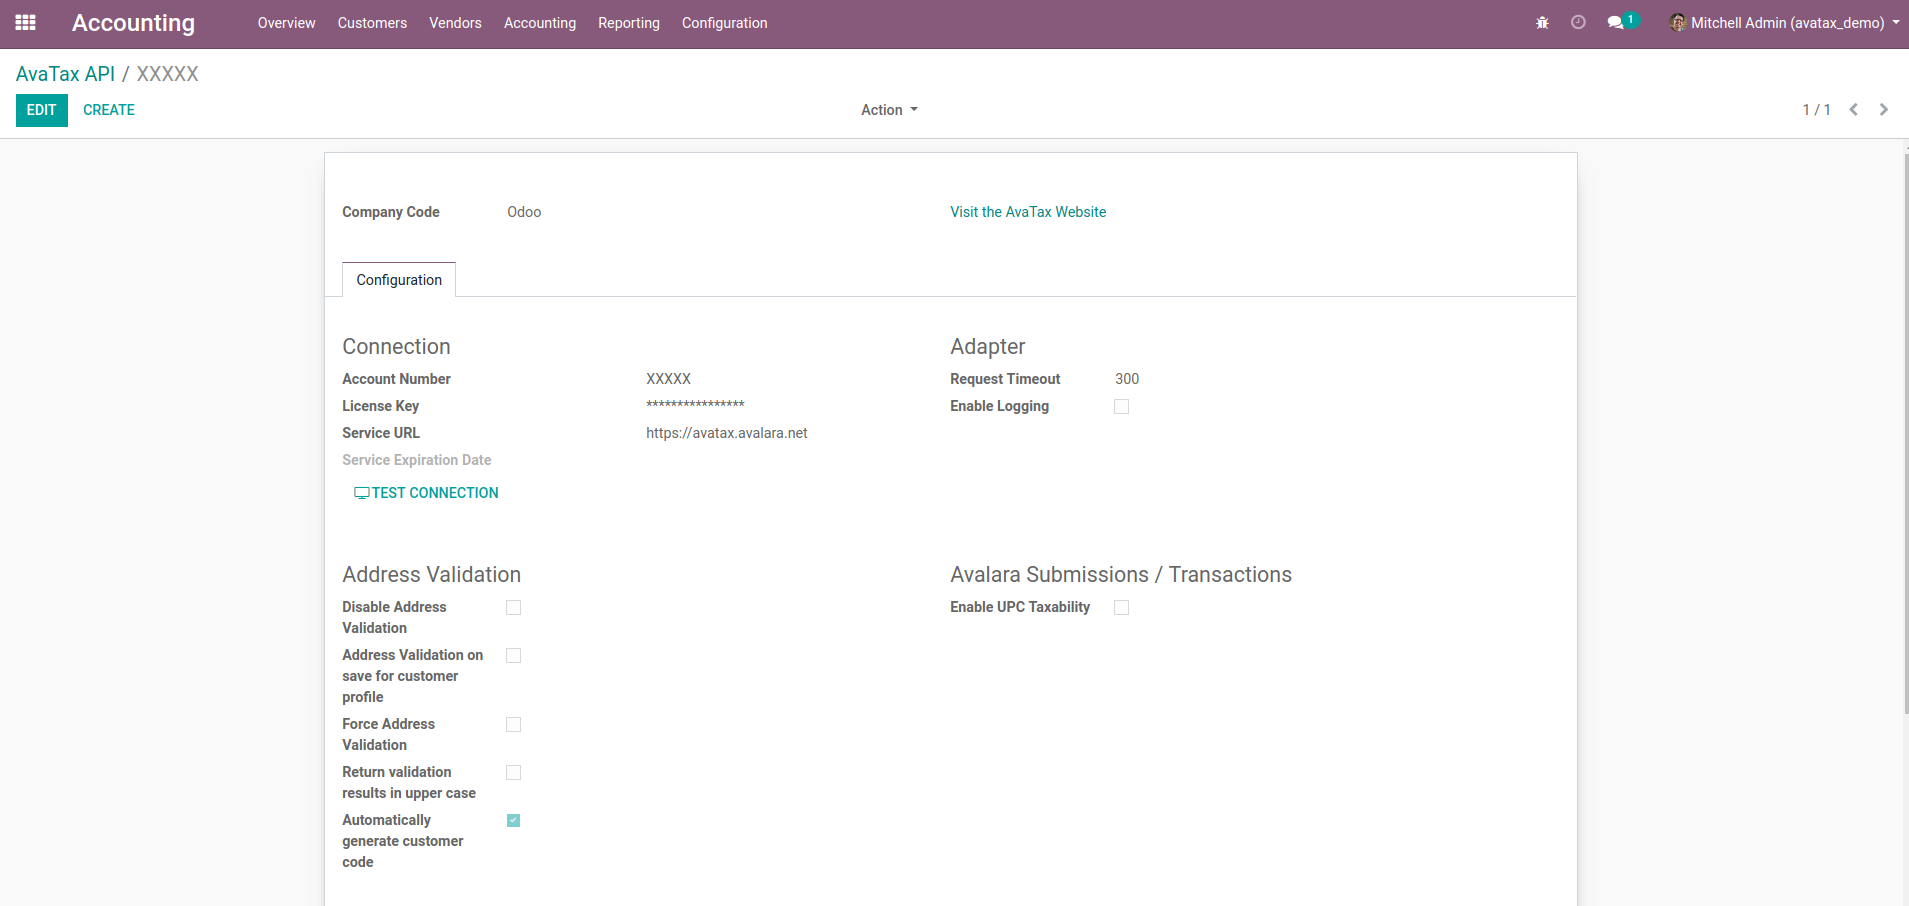 Accounting Overview Customers Vendors Accounting Reporting Configuration 1 Mitchell Admin (avatax_demo)
AvaTax API / XXXXX
EDIT CREATE Action 1 / 1
Company Code Odoo Visit the AvaTax Website
Configuration
Connection Adapter
Account Number XXXXX Request Timeout 300
License Key **************** Enable Logging
Service URL https://avatax.avalara.net
Service Expiration Date
TEST CONNECTION
Address Validation Avalara Submissions / Transactions
Disable Address Enable UPC Taxability
Validation
Address Validation on
save for customer
profile
Force Address
Validation
Return validation
results in upper case
Automatically
generate customer
code